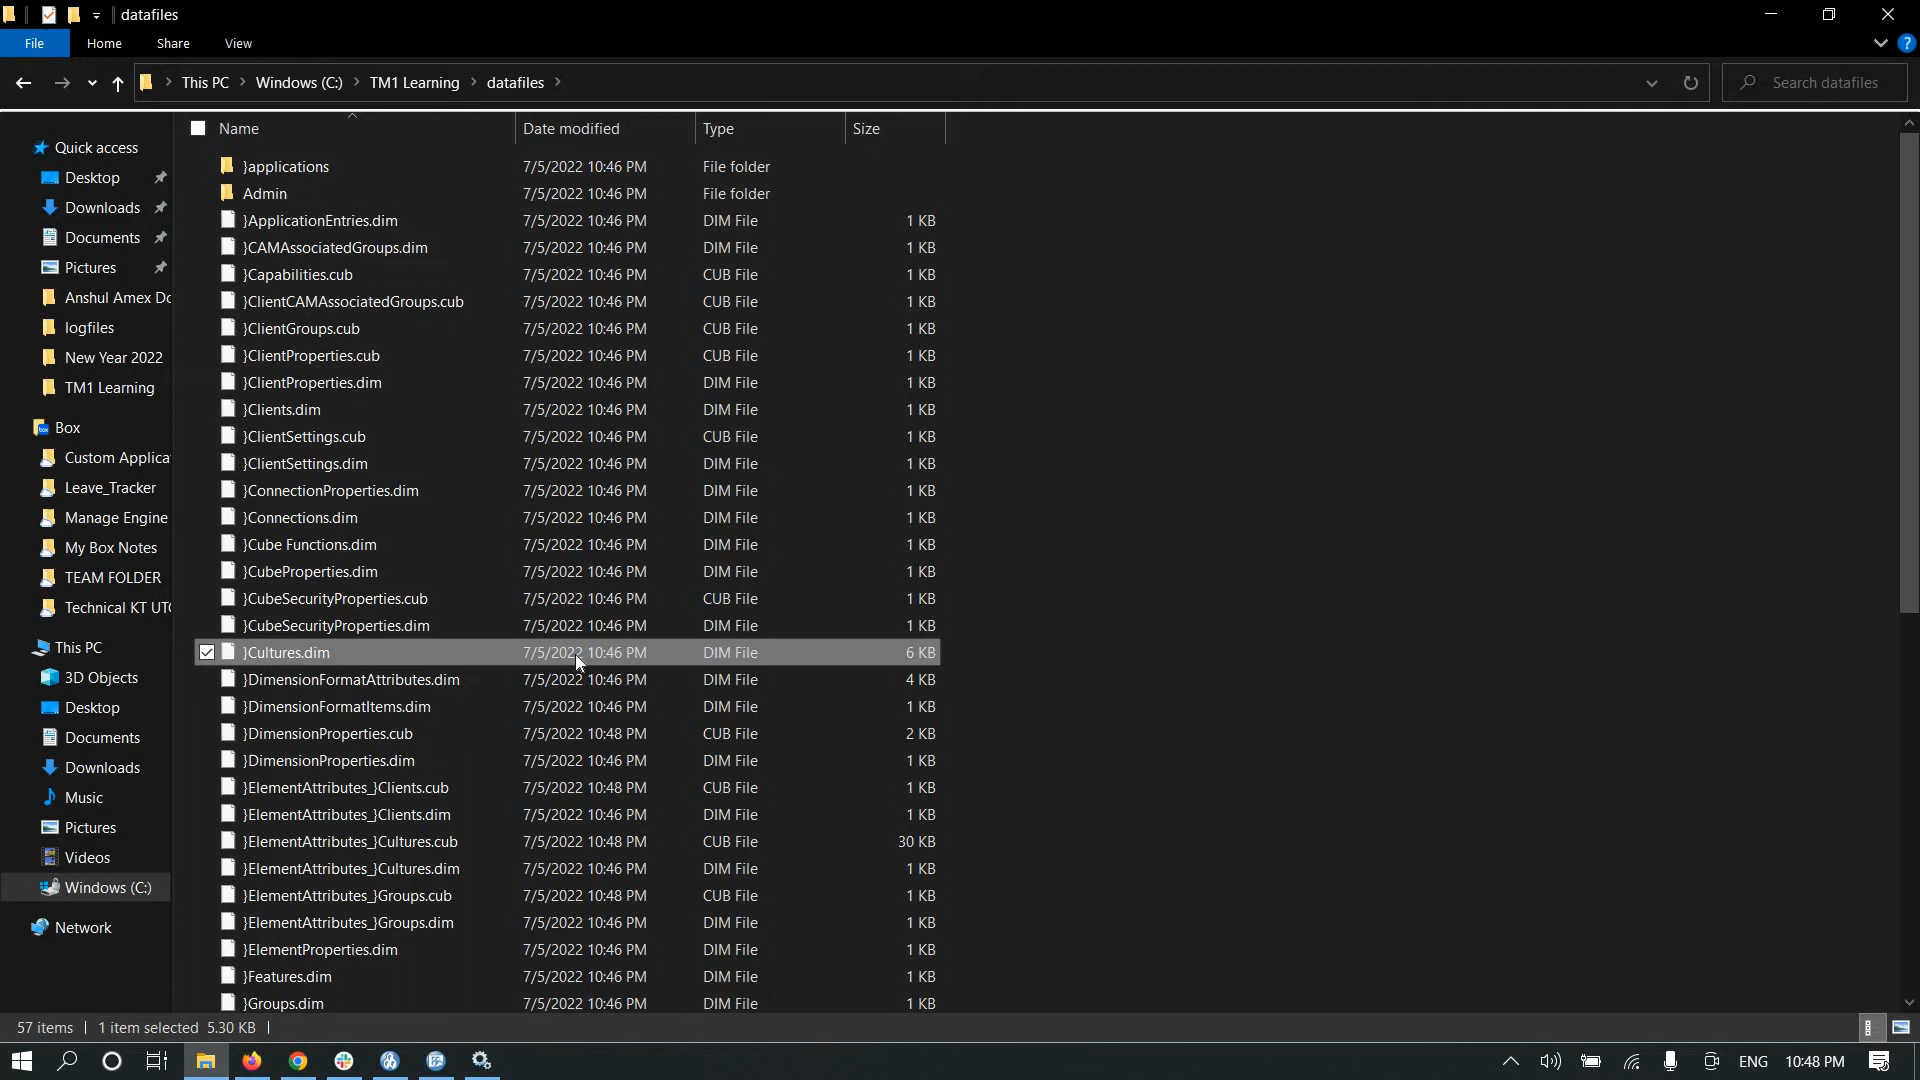 datafiles
File Home Share View
This PC Windows (C:) TM1 Learning datafiles Search datafiles
Name Date modified Type Size
Quick access
Desktop
Downloads
Documents
Pictures
Anshul Amex Dc
logfiles
New Year 2022
TM1 Learning
Box
Custom Applica
Leave_Tracker
Manage Engine
My Box Notes
TEAM FOLDER
Technical KT UT
This PC
3D Objects
Desktop
Documents
Downloads
Music
Pictures
Videos
Windows (C:)
Network
}applications 7/5/2022 10:46 PM File folder
Admin 7/5/2022 10:46 PM File folder
}ApplicationEntries.dim 7/5/2022 10:46 PM DIM File 1 KB
}CAMAssociatedGroups.dim 7/5/2022 10:46 PM DIM File 1 KB
}Capabilities.cub 7/5/2022 10:46 PM CUB File 1 KB
}ClientCAMAssociatedGroups.cub 7/5/2022 10:46 PM CUB File 1 KB
}ClientGroups.cub 7/5/2022 10:46 PM CUB File 1 KB
}ClientProperties.cub 7/5/2022 10:46 PM CUB File 1 KB
}ClientProperties.dim 7/5/2022 10:46 PM DIM File 1 KB
}Clients.dim 7/5/2022 10:46 PM DIM File 1 KB
}ClientSettings.cub 7/5/2022 10:46 PM CUB File 1 KB
}ClientSettings.dim 7/5/2022 10:46 PM DIM File 1 KB
}ConnectionProperties.dim 7/5/2022 10:46 PM DIM File 1 KB
}Connections.dim 7/5/2022 10:46 PM DIM File 1 KB
}Cube Functions.dim 7/5/2022 10:46 PM DIM File 1 KB
}CubeProperties.dim 7/5/2022 10:46 PM DIM File 1 KB
}CubeSecurityProperties.cub 7/5/2022 10:46 PM CUB File 1 KB
}CubeSecurityProperties.dim 7/5/2022 10:46 PM DIM File 1 KB
}Cultures.dim 7/5/2022 10:46 PM DIM File 6 KB
}DimensionFormatAttributes.dim 7/5/2022 10:46 PM DIM File 4 KB
}DimensionFormatItems.dim 7/5/2022 10:46 PM DIM File 1 KB
}DimensionProperties.cub 7/5/2022 10:48 PM CUB File 2 KB
}DimensionProperties.dim 7/5/2022 10:46 PM DIM File 1 KB
}ElementAttributes_}Clients.cub 7/5/2022 10:48 PM CUB File 1 KB
}ElementAttributes_}Clients.dim 7/5/2022 10:46 PM DIM File 1 KB
}ElementAttributes_}Cultures.cub 7/5/2022 10:48 PM CUB File 30 KB
}ElementAttributes_}Cultures.dim 7/5/2022 10:46 PM DIM File 1 KB
}ElementAttributes_}Groups.cub 7/5/2022 10:48 PM CUB File 1 KB
}ElementAttributes_}Groups.dim 7/5/2022 10:46 PM DIM File 1 KB
}ElementProperties.dim 7/5/2022 10:46 PM DIM File 1 KB
}Features.dim 7/5/2022 10:46 PM DIM File 1 KB
}Groups.dim 7/5/2022 10:46 PM DIM File 1 KB
57 items 1 item selected 5.30 KB
ENG 10:48 PM